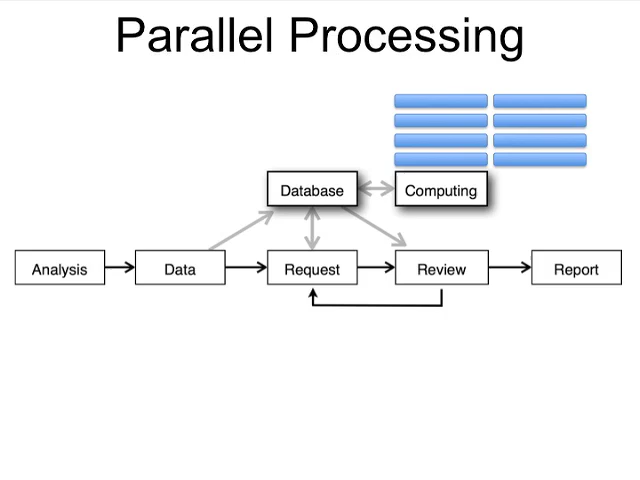 Parallel Processing
Database
Computing
Analysis
Data
Request
Review
Report